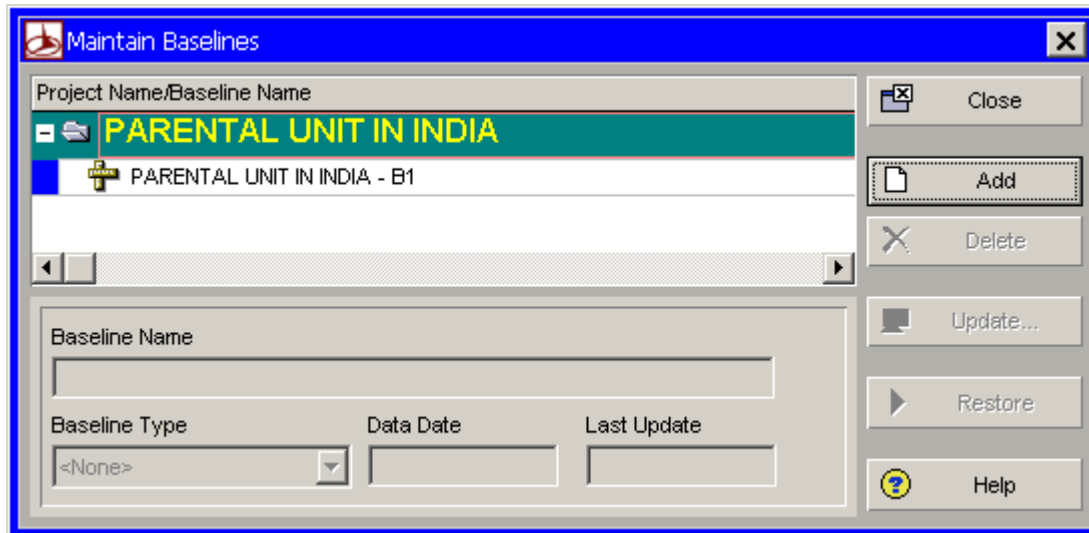 Maintain Baselines
Project Name/Baseline Name
PARENTAL UNIT IN INDIA
PARENTAL UNIT IN INDIA - B1
Baseline Name
Baseline Type
Data Date
Last Update
<None>
Close
Add
Delete
Update...
Restore
Help